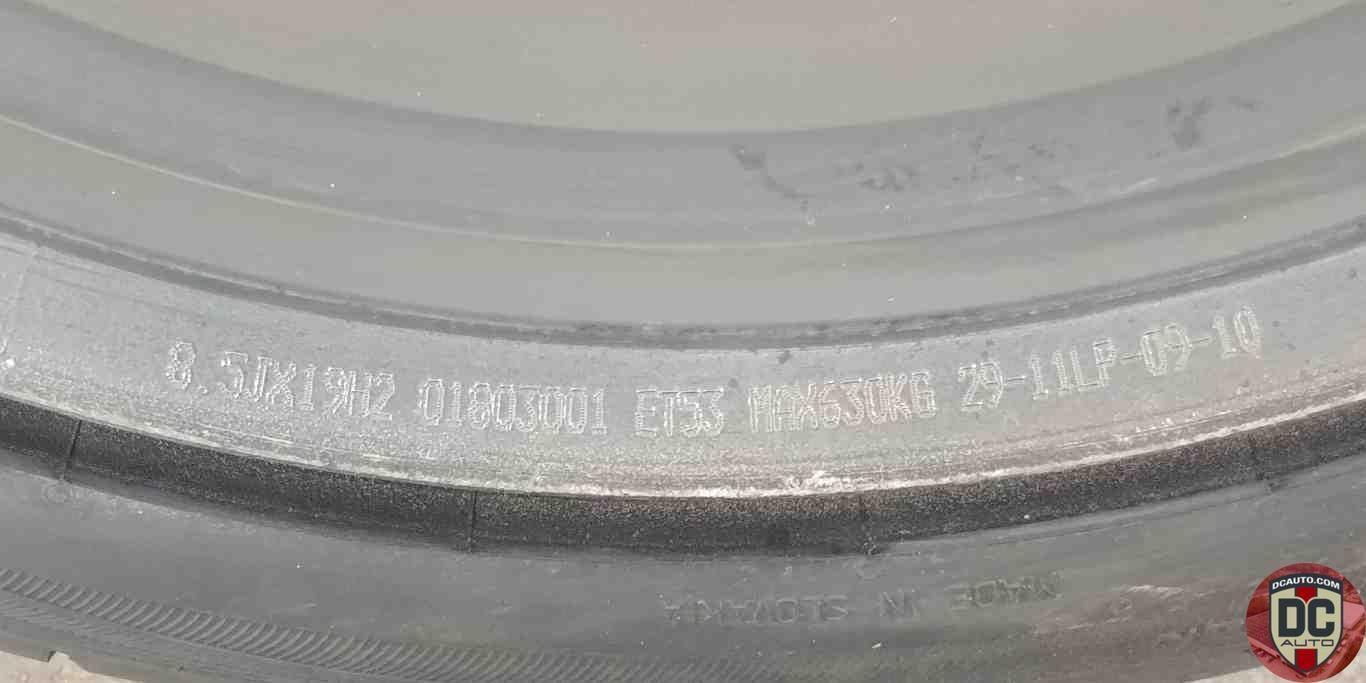 8.5JX19H2 01803001 ET53 MAX630KG 29-11LP-09-10
MADE IN SLOVAKIA
DCAUTO.COM
DC
AUTO